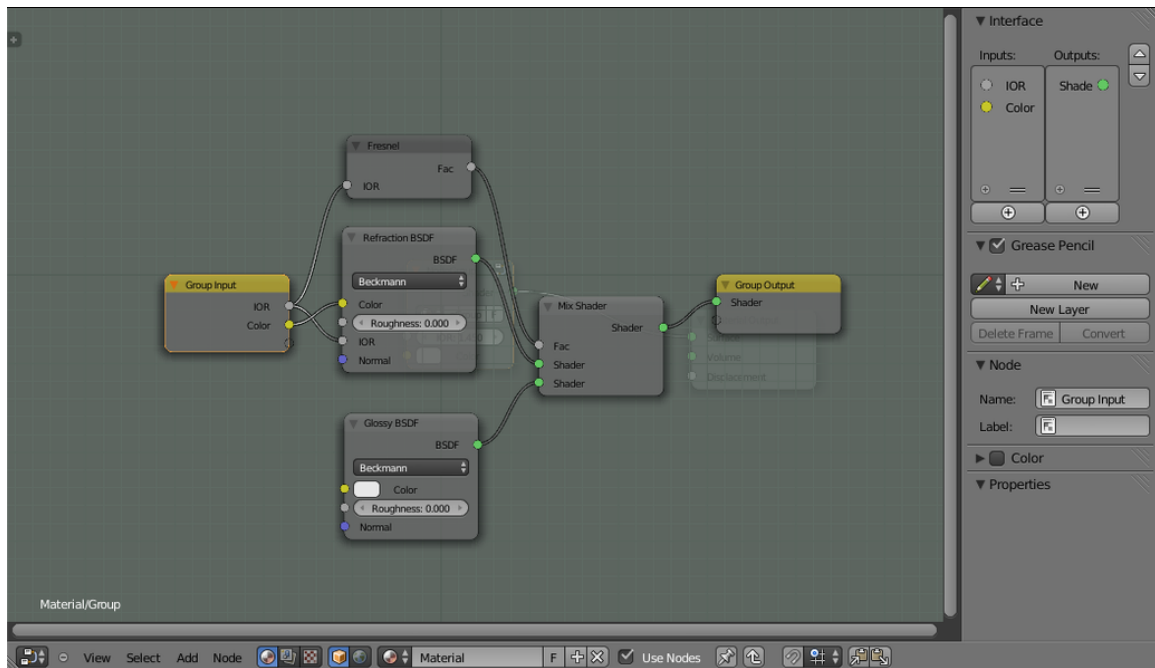 Fresnel
Fac
IOR
Refraction BSDF
BSDF
Beckmann
Color
Roughness: 0.000
IOR
Normal
Group Input
IOR
Color
Glossy BSDF
BSDF
Beckmann
Color
Roughness: 0.000
Normal
Mix Shader
Shader
Fac
Shader
Shader
Group Output
Shader
Surface
Volume
Displacement
Material/Group
Interface
Inputs: Outputs:
IOR Shade
Color
Grease Pencil
New
New Layer
Delete Frame Convert
Node
Name: Group Input
Label:
Color
Properties
View Select Add Node Material F Use Nodes